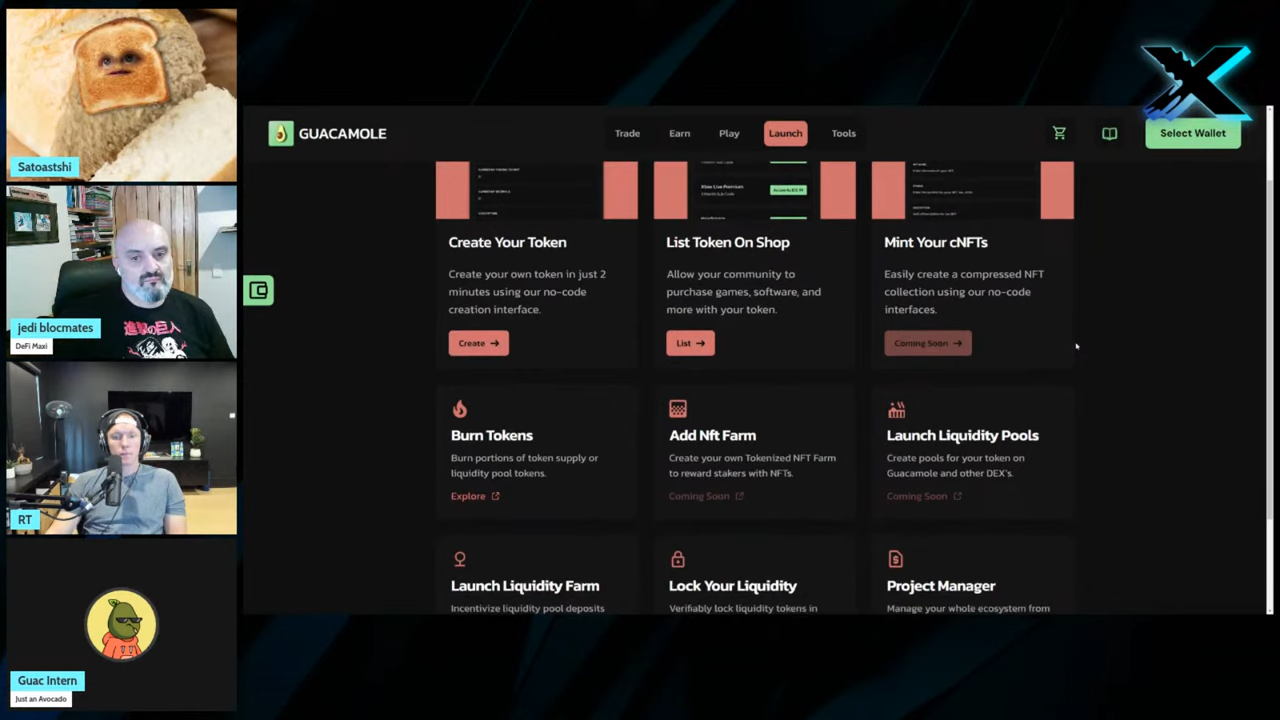 Satoastshi
jedi blocmates
DeFi Maxi
RT
Guac Intern
Just an Avocado
X
GUACAMOLE
Trade
Earn
Play
Launch
Tools
Select Wallet
Xbox Live Premium
Create Your Token
Create your own token in just 2
minutes using our no-code
creation interface.
Create
List Token On Shop
Allow your community to
purchase games, software, and
more with your token.
List
Mint Your cNFTs
Easily create a compressed NFT
collection using our no-code
interfaces.
Coming Soon
Burn Tokens
Burn portions of token supply or
liquidity pool tokens.
Explore
Add Nft Farm
Create your own Tokenized NFT Farm
to reward stakers with NFTs.
Coming Soon
Launch Liquidity Pools
Create pools for your token on
Guacamole and other DEX's.
Coming Soon
Launch Liquidity Farm
Incentivize liquidity pool deposits
Lock Your Liquidity
Verifiably lock liquidity tokens in
Project Manager
Manage your whole ecosystem from